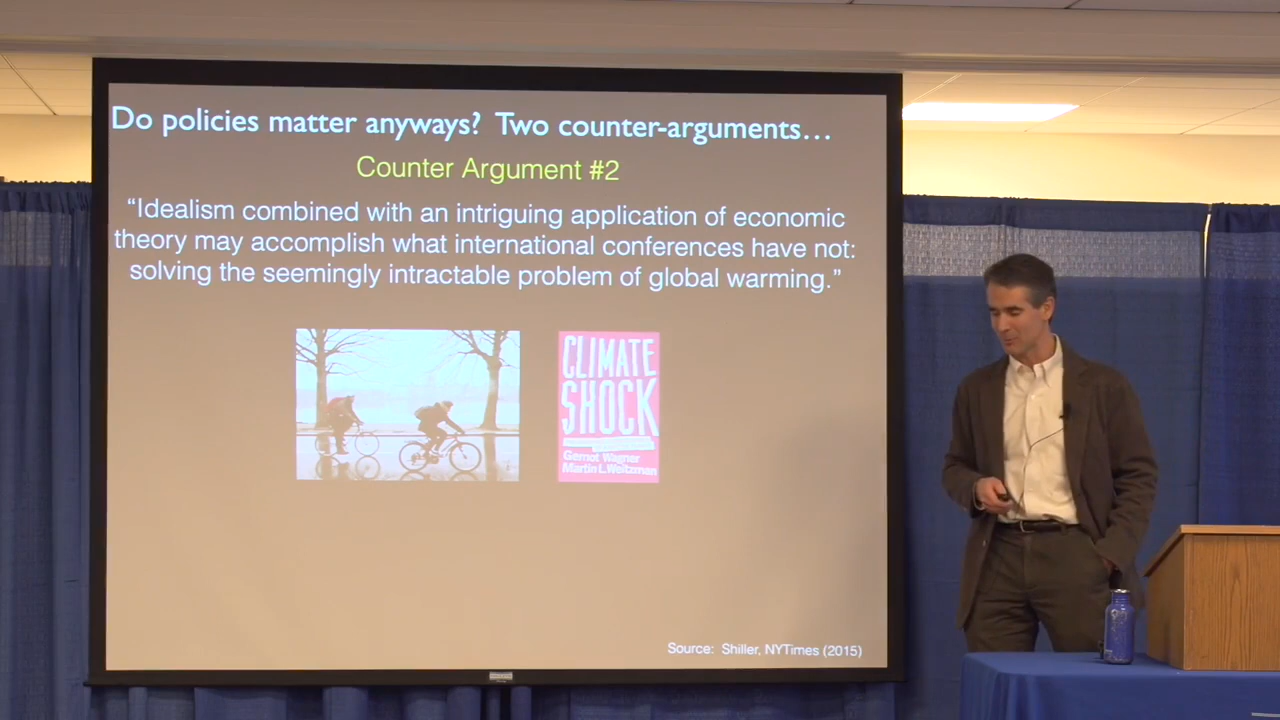 Do policies matter anyways? Two counter-arguments...
Counter Argument #2
“Idealism combined with an intriguing application of economic
theory may accomplish what international conferences have not:
solving the seemingly intractable problem of global warming.”
CLIMATE
SHOCK
Gernot Wagner
Martin L. Weitzman
Source: Shiller, NYTimes (2015)